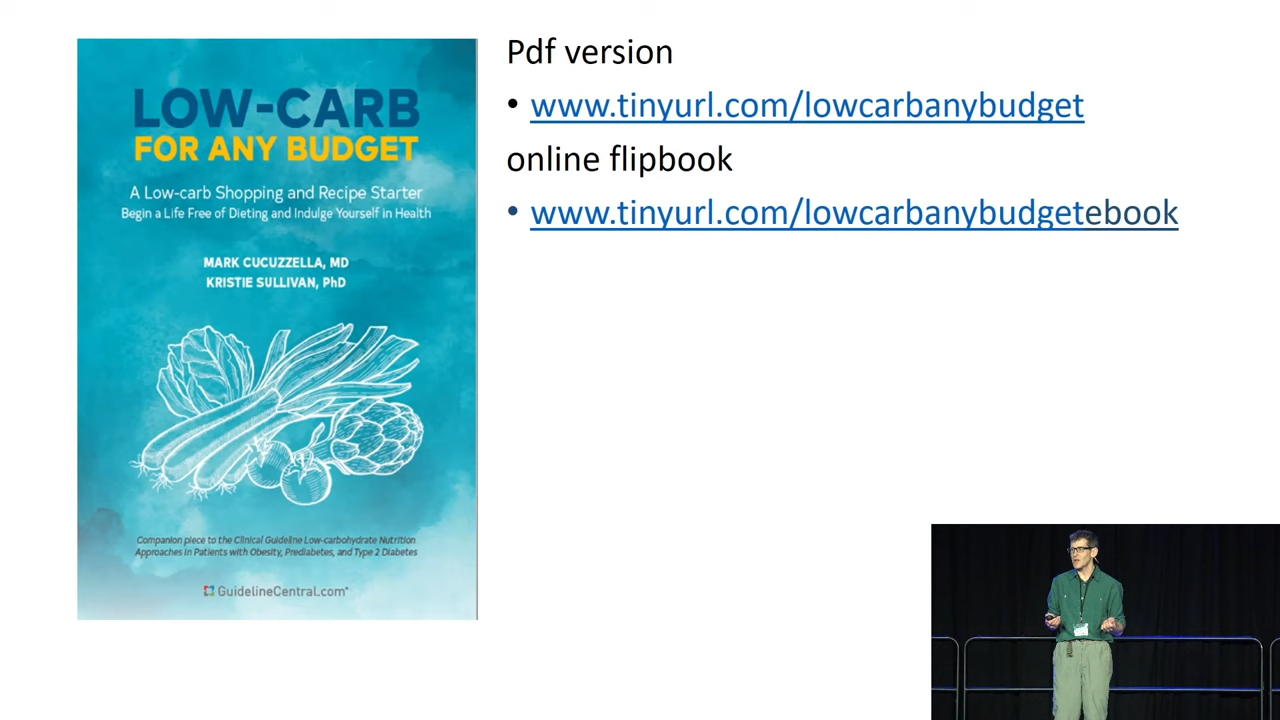 LOW-CARB
FOR ANY BUDGET
A Low-carb Shopping and Recipe Starter
Begin a Life Free of Dieting and Indulge Yourself in Health
MARK CUCUZZELLA, MD
KRISTIE SULLIVAN, PhD
Companion piece to the Clinical Guideline Low-carbohydrate Nutrition
Approaches in Patients with Obesity, Prediabetes, and Type 2 Diabetes
GuidelineCentral.com®
Pdf version
• www.tinyurl.com/lowcarbanybudget
online flipbook
• www.tinyurl.com/lowcarbanybudgetebook